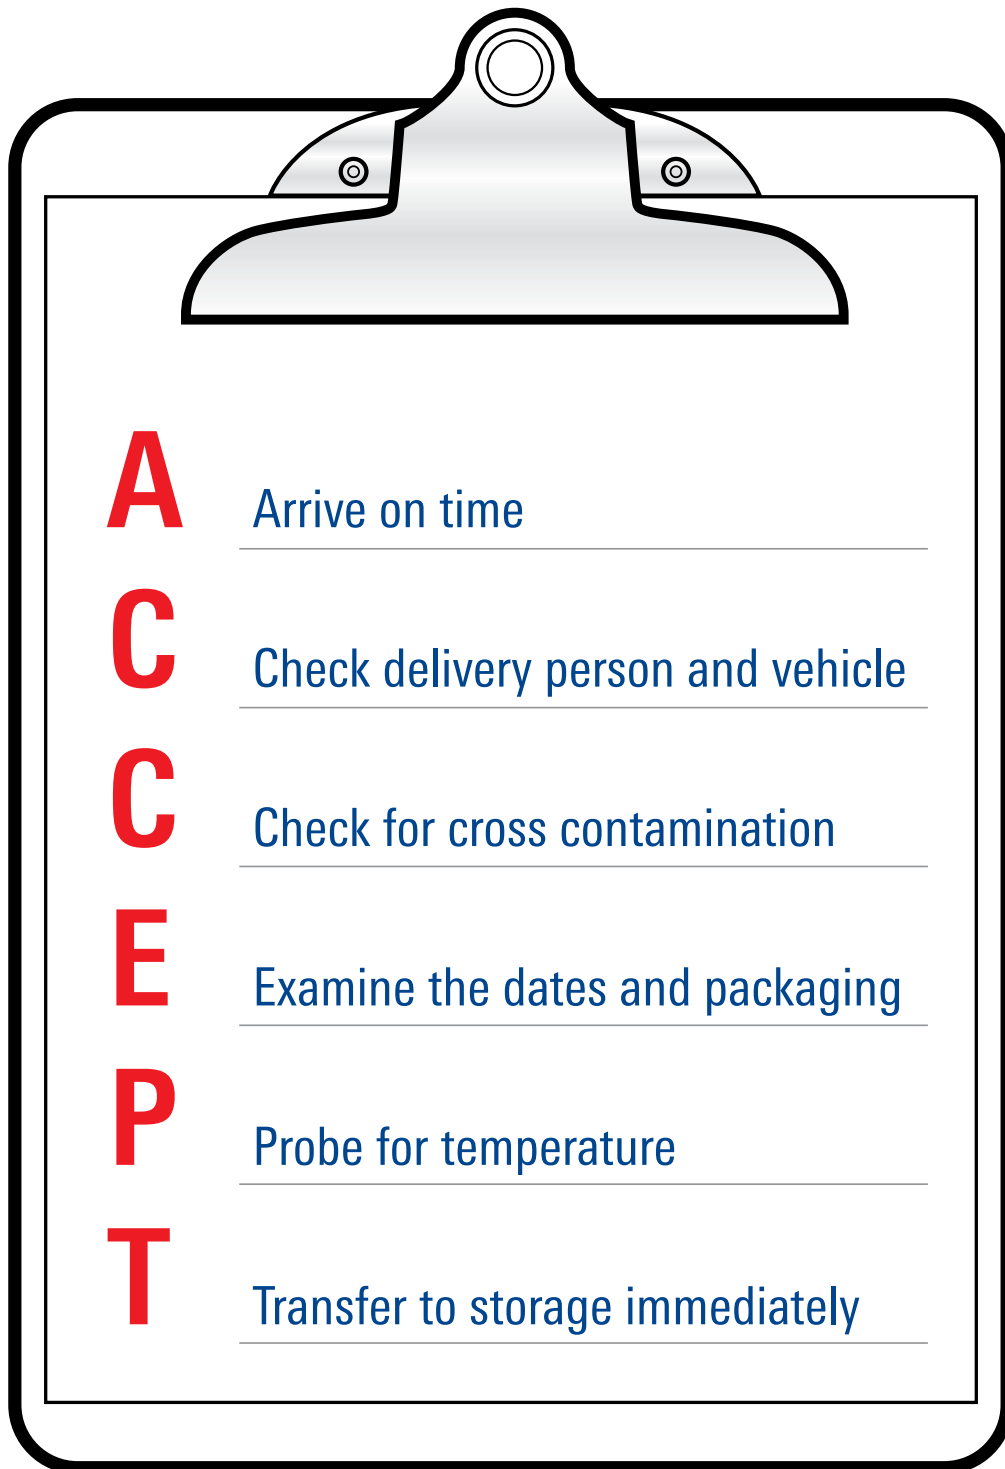 A Arrive on time
C Check delivery person and vehicle
C Check for cross contamination
E Examine the dates and packaging
P Probe for temperature
T Transfer to storage immediately